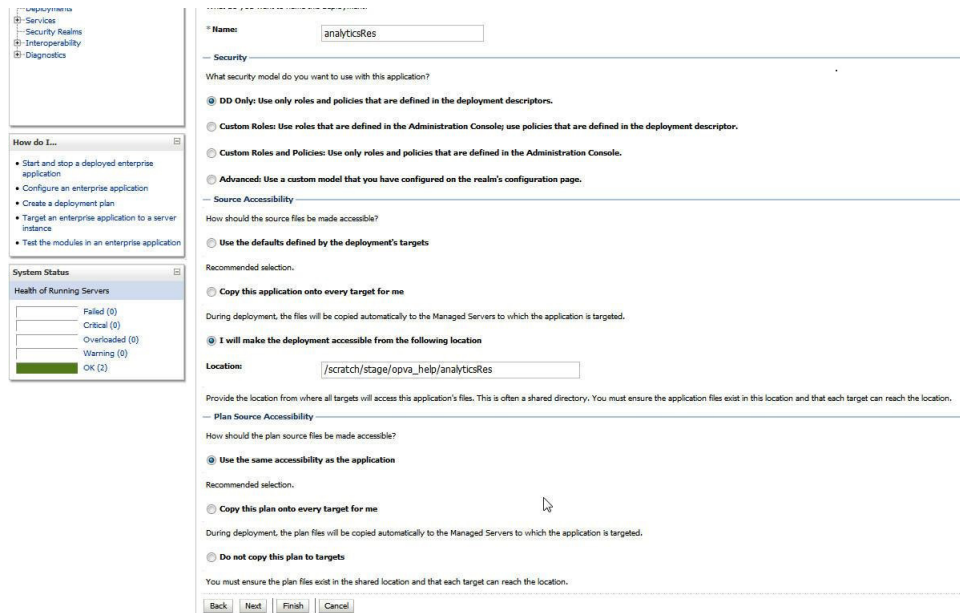 Deployments
Services
Security Realms
Interoperability
Diagnostics
How do I...
• Start and stop a deployed enterprise
application
• Configure an enterprise application
• Create a deployment plan
• Target an enterprise application to a server
instance
• Test the modules in an enterprise application
System Status
Health of Running Servers
Failed (0)
Critical (0)
Overloaded (0)
Warning (0)
OK (2)
What do you want to name this deployment?
* Name: analyticsRes
Security
What security model do you want to use with this application?
DD Only: Use only roles and policies that are defined in the deployment descriptors.
Custom Roles: Use roles that are defined in the Administration Console; use policies that are defined in the deployment descriptor.
Custom Roles and Policies: Use only roles and policies that are defined in the Administration Console.
Advanced: Use a custom model that you have configured on the realm's configuration page.
Source Accessibility
How should the source files be made accessible?
Use the defaults defined by the deployment's targets
Recommended selection.
Copy this application onto every target for me
During deployment, the files will be copied automatically to the Managed Servers to which the application is targeted.
I will make the deployment accessible from the following location
Location: /scratch/stage/opva_help/analyticsRes
Provide the location from where all targets will access this application's files. This is often a shared directory. You must ensure the application files exist in this location and that each target can reach the location.
Plan Source Accessibility
How should the plan source files be made accessible?
Use the same accessibility as the application
Recommended selection.
Copy this plan onto every target for me
During deployment, the plan files will be copied automatically to the Managed Servers to which the application is targeted.
Do not copy this plan to targets
You must ensure the plan files exist in the shared location and that each target can reach the location.
Back Next Finish Cancel